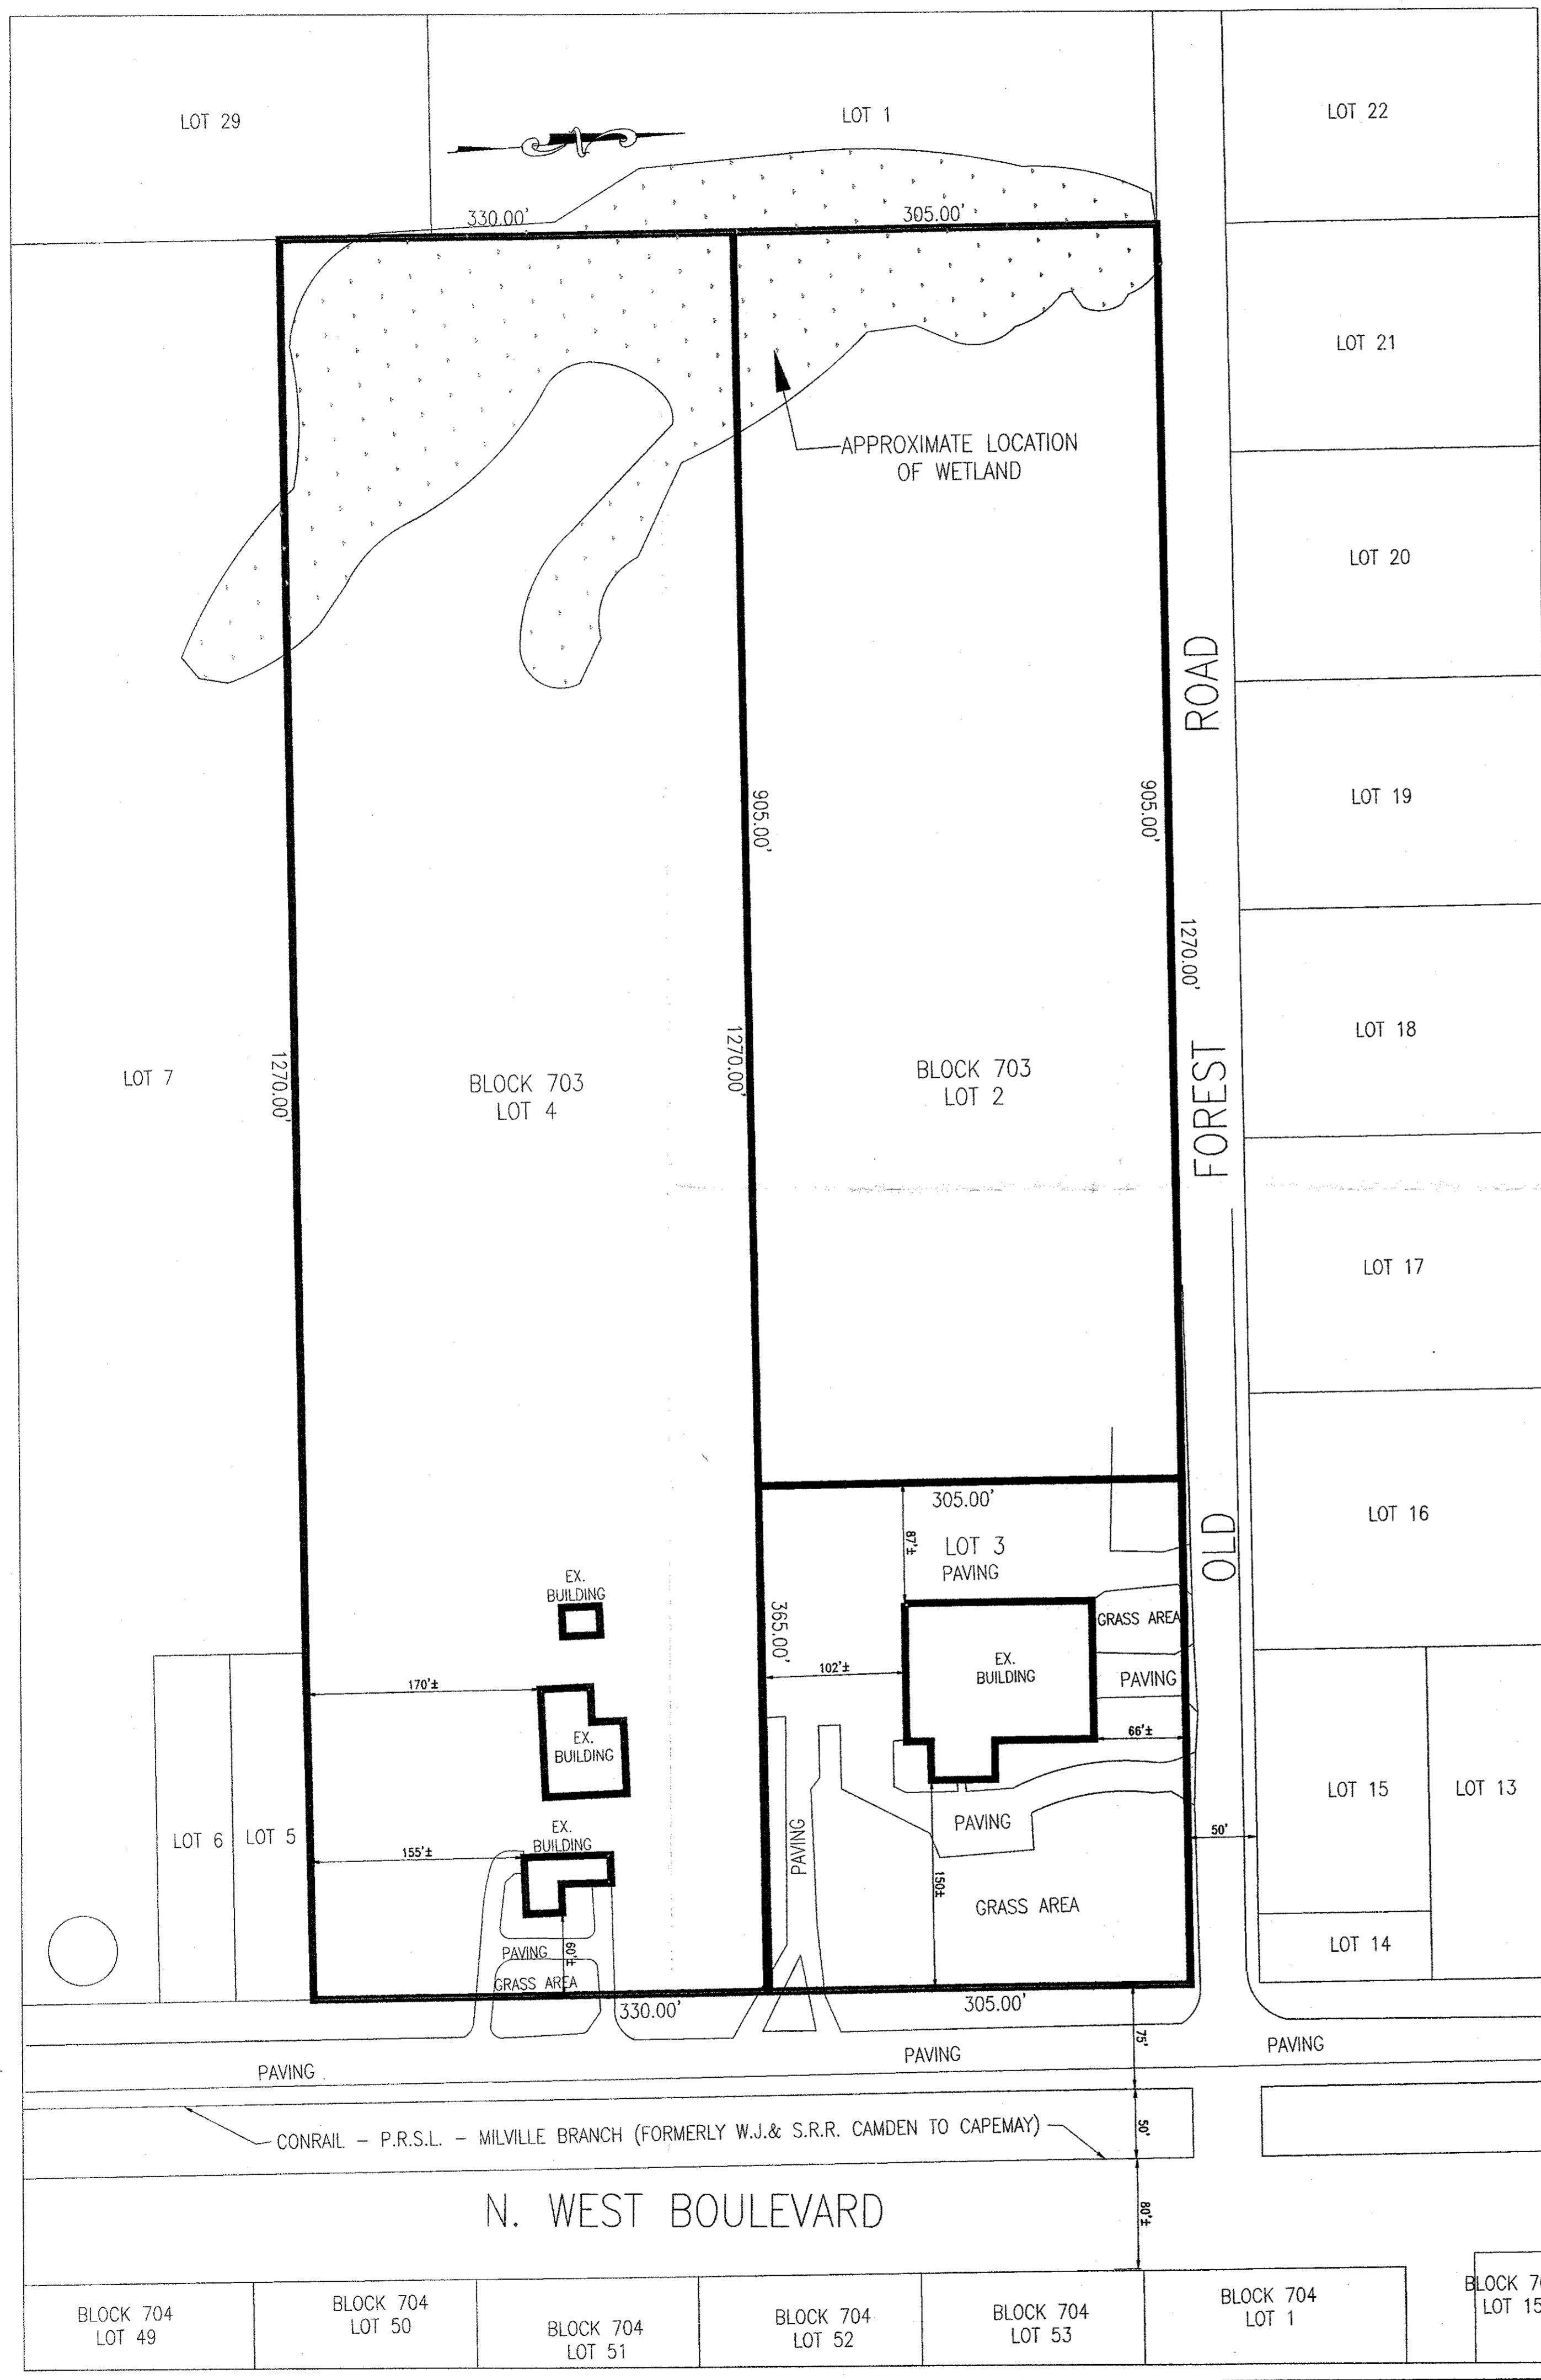 LOT 29
LOT 1
LOT 22
N
330.00'
305.00'
LOT 21
APPROXIMATE LOCATION
OF WETLAND
LOT 20
ROAD
LOT 19
905.00'
905.00'
1270.00'
LOT 18
FOREST
LOT 7
1270.00'
BLOCK 703
LOT 4
1270.00'
BLOCK 703
LOT 2
LOT 17
305.00'
LOT 16
OLD
87'±
LOT 3
PAVING
EX.
BUILDING
365.00'
GRASS AREA
102'±
EX.
BUILDING
PAVING
170'±
66'±
EX.
BUILDING
LOT 15
LOT 13
LOT 6
LOT 5
EX.
BUILDING
155'±
PAVING
PAVING
50'
150±
GRASS AREA
PAVING
60'±
GRASS AREA
LOT 14
330.00'
305.00'
75'
PAVING
PAVING
PAVING
CONRAIL – P.R.S.L. – MILVILLE BRANCH (FORMERLY W.J.& S.R.R. CAMDEN TO CAPEMAY)
50'
N. WEST BOULEVARD
80'±
BLOCK 704
LOT 49
BLOCK 704
LOT 50
BLOCK 704
LOT 51
BLOCK 704
LOT 52
BLOCK 704
LOT 53
BLOCK 704
LOT 1
BLOCK 7
LOT 15